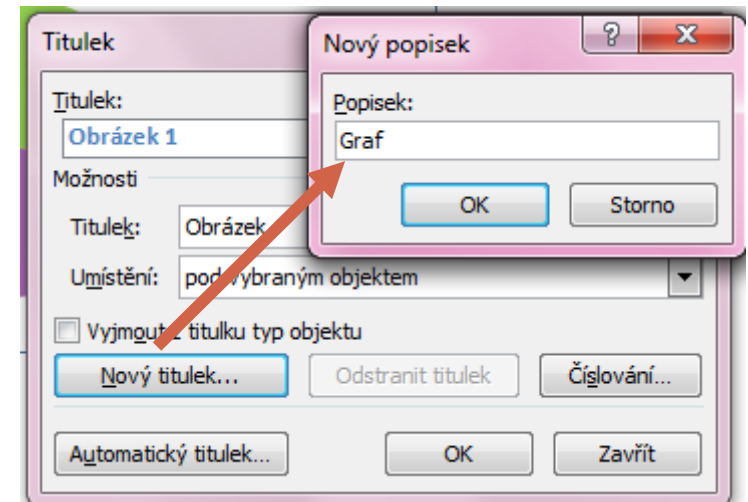 Titulek
Titulek:
Obrázek 1
Možnosti
Titulek: Obrázek
Umístění: pod vybraným objektem
Vyjmout z titulku typ objektu
Nový titulek... Odstranit titulek Číslování...
Automatický titulek... OK Zavřít
Nový popisek
Popisek:
Graf
OK Storno